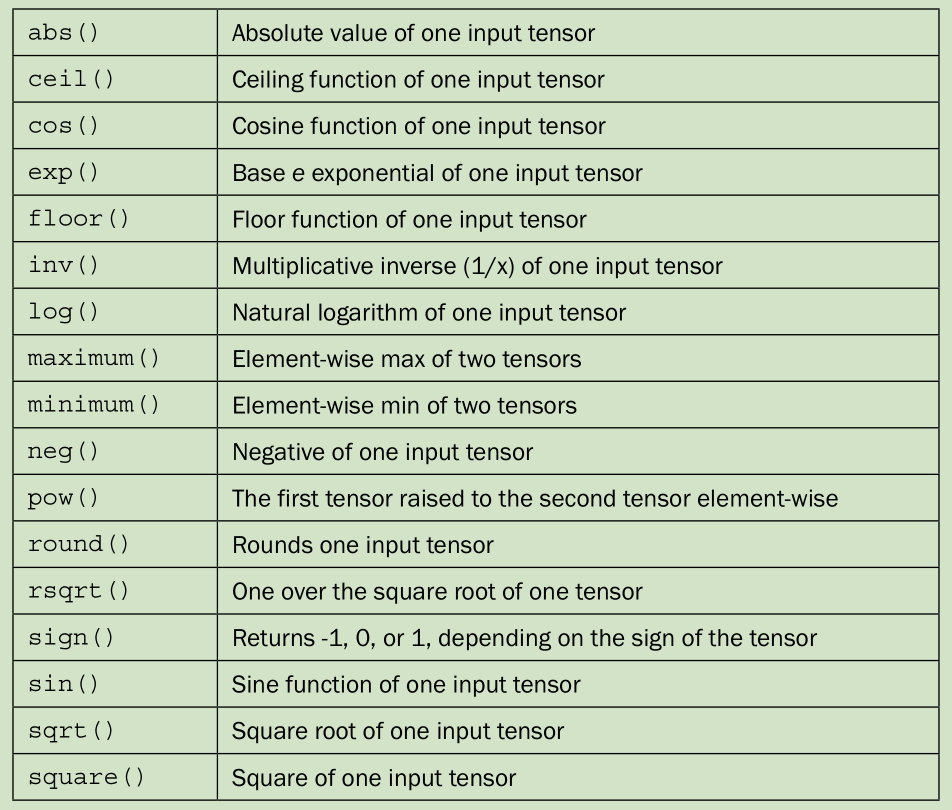 abs() Absolute value of one input tensor
ceil() Ceiling function of one input tensor
cos() Cosine function of one input tensor
exp() Base e exponential of one input tensor
floor() Floor function of one input tensor
inv() Multiplicative inverse (1/x) of one input tensor
log() Natural logarithm of one input tensor
maximum() Element-wise max of two tensors
minimum() Element-wise min of two tensors
neg() Negative of one input tensor
pow() The first tensor raised to the second tensor element-wise
round() Rounds one input tensor
rsqrt() One over the square root of one tensor
sign() Returns -1, 0, or 1, depending on the sign of the tensor
sin() Sine function of one input tensor
sqrt() Square root of one input tensor
square() Square of one input tensor